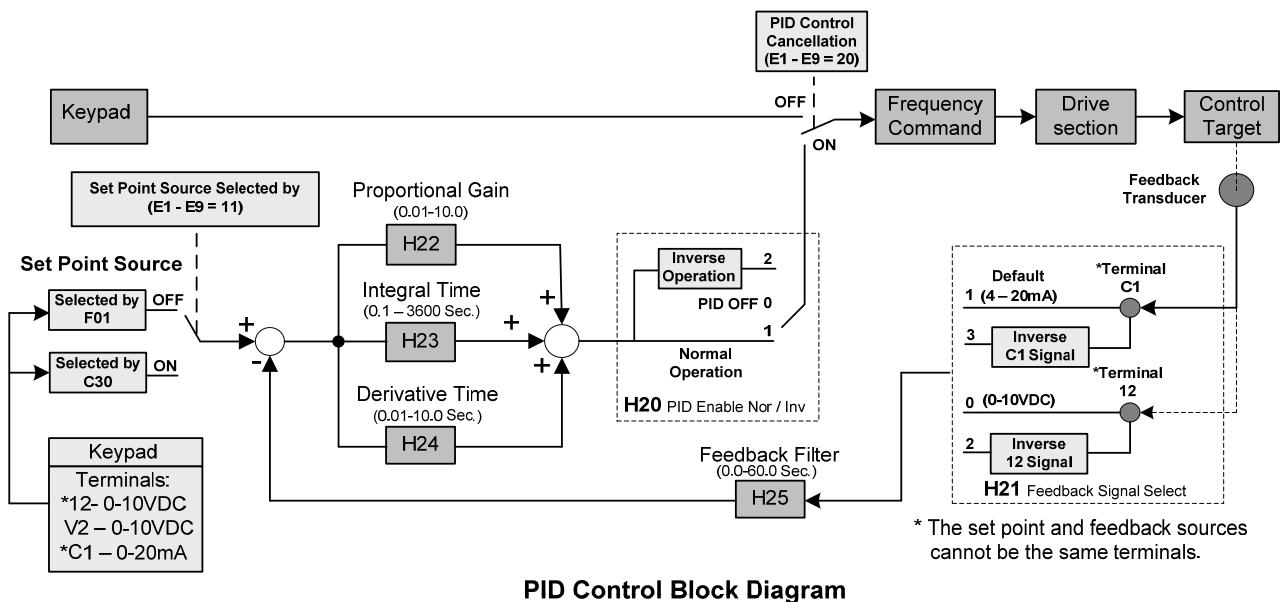 PID Control
Cancellation
(E1 - E9 = 20)
OFF
ON
Keypad
Frequency
Command
Drive
section
Control
Target
Feedback
Transducer
Set Point Source Selected by
(E1 - E9 = 11)
Set Point Source
Selected by
F01
OFF
Selected by
C30
ON
+
-
Proportional Gain
(0.01-10.0)
H22
Integral Time
(0.1 – 3600 Sec.)
H23
Derivative Time
(0.01-10.0 Sec.)
H24
+
+
+
Inverse
Operation
2
PID OFF 0
1
Normal
Operation
H20 PID Enable Nor / Inv
Default
1 (4 – 20mA)
*Terminal
C1
3
Inverse
C1 Signal
*Terminal
12
0 (0-10VDC)
2
Inverse
12 Signal
H21 Feedback Signal Select
Feedback Filter
(0.0-60.0 Sec.)
H25
Keypad
Terminals:
*12- 0-10VDC
V2 – 0-10VDC
*C1 – 0-20mA
* The set point and feedback sources
cannot be the same terminals.
PID Control Block Diagram